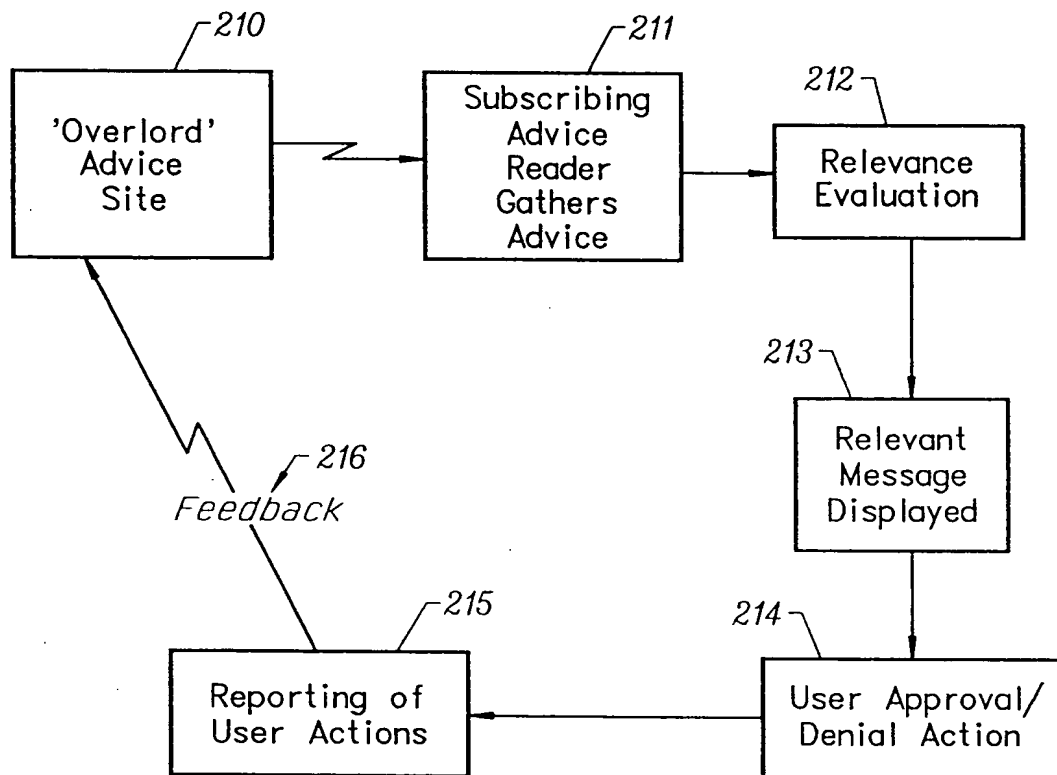 210
'Overlord'
Advice
Site
211
Subscribing
Advice
Reader
Gathers
Advice
212
Relevance
Evaluation
213
Relevant
Message
Displayed
214
User Approval/
Denial Action
215
Reporting of
User Actions
216
Feedback